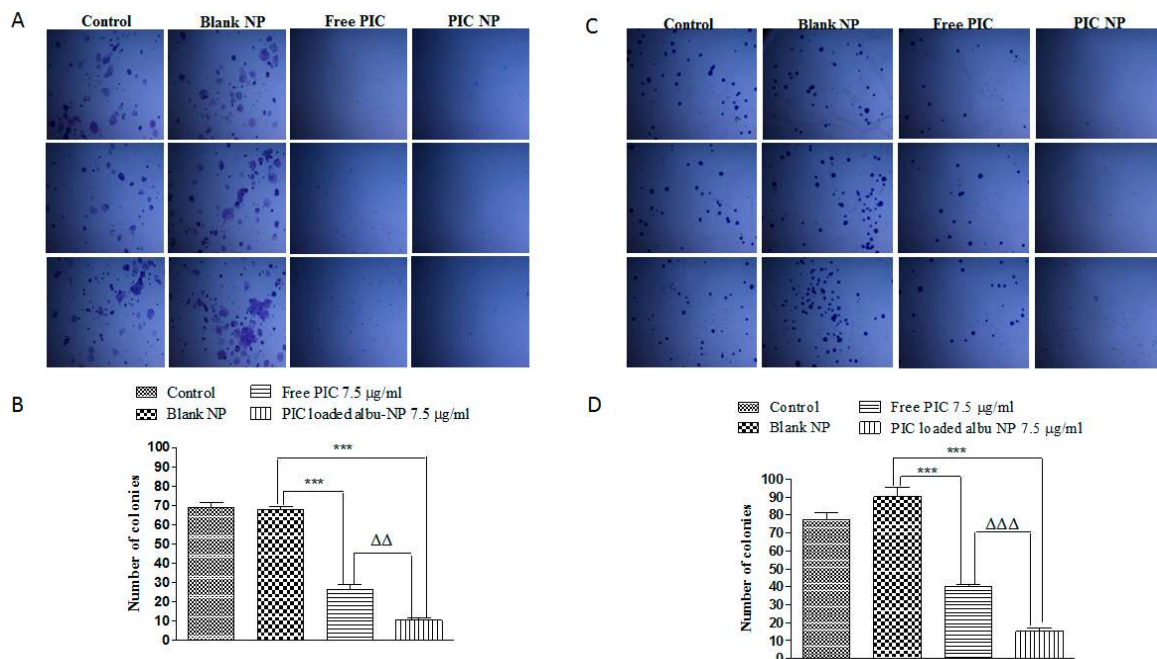 A
Control Blank NP Free PIC PIC NP
B
Control Free PIC 7.5 µg/ml
Blank NP PIC loaded albu-NP 7.5 µg/ml
Number of colonies
100
90
80
70
60
50
40
30
20
10
0
***
***
ΔΔ
C
Control Blank NP Free PIC PIC NP
D
Control Free PIC 7.5 µg/ml
Blank NP PIC loaded albu NP 7.5 µg/ml
Number of colonies
100
90
80
70
60
50
40
30
20
10
0
***
***
ΔΔΔ